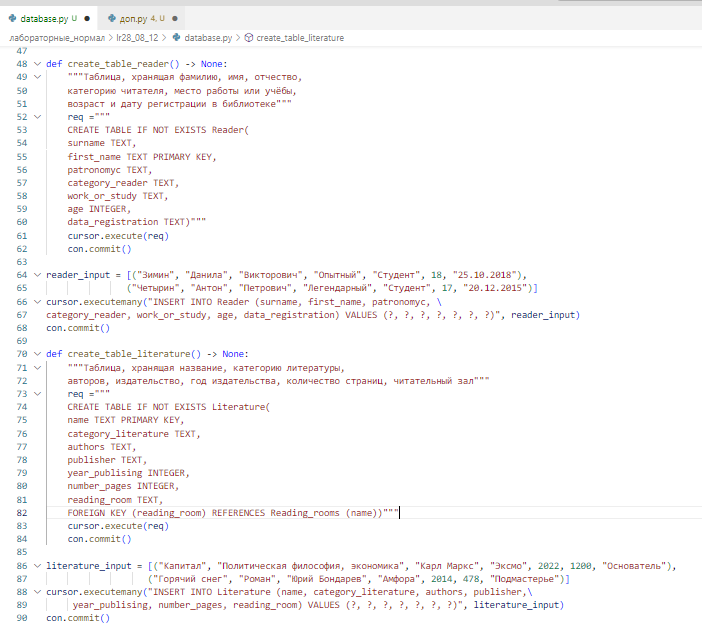 database.py U ●
доп.py 4, U ●
лабораторные_нормал > lr28_08_12 > database.py > create_table_literature
47
48 def create_table_reader() -> None:
49 """Таблица, хранящая фамилию, имя, отчество,
50 категорию читателя, место работы или учёбы,
51 возраст и дату регистрации в библиотеке"""
52 req ="""
53 CREATE TABLE IF NOT EXISTS Reader(
54 surname TEXT,
55 first_name TEXT PRIMARY KEY,
56 patronomyc TEXT,
57 category_reader TEXT,
58 work_or_study TEXT,
59 age INTEGER,
60 data_registration TEXT)"""
61 cursor.execute(req)
62 con.commit()
63
64 reader_input = [("Зимин", "Данила", "Викторович", "Опытный", "Студент", 18, "25.10.2018"),
65 ("Четырин", "Антон", "Петрович", "Легендарный", "Студент", 17, "20.12.2015")]
66 cursor.executemany("INSERT INTO Reader (surname, first_name, patronomyc, \
67 category_reader, work_or_study, age, data_registration) VALUES (?, ?, ?, ?, ?, ?, ?)", reader_input)
68 con.commit()
69
70 def create_table_literature() -> None:
71 """Таблица, хранящая название, категорию литературы,
72 авторов, издательство, год издательства, количество страниц, читательный зал"""
73 req ="""
74 CREATE TABLE IF NOT EXISTS Literature(
75 name TEXT PRIMARY KEY,
76 category_literature TEXT,
77 authors TEXT,
78 publisher TEXT,
79 year_publising INTEGER,
80 number_pages INTEGER,
81 reading_room TEXT,
82 FOREIGN KEY (reading_room) REFERENCES Reading_rooms (name))"""
83 cursor.execute(req)
84 con.commit()
85
86 literature_input = [("Капитал", "Политическая философия, экономика", "Карл Маркс", "Эксмо", 2022, 1200, "Основатель"),
87 ("Горячий снег", "Роман", "Юрий Бондарев", "Амфора", 2014, 478, "Подмастерье")]
88 cursor.executemany("INSERT INTO Literature (name, category_literature, authors, publisher,\
89 year_publising, number_pages, reading_room) VALUES (?, ?, ?, ?, ?, ?, ?)", literature_input)
90 con.commit()